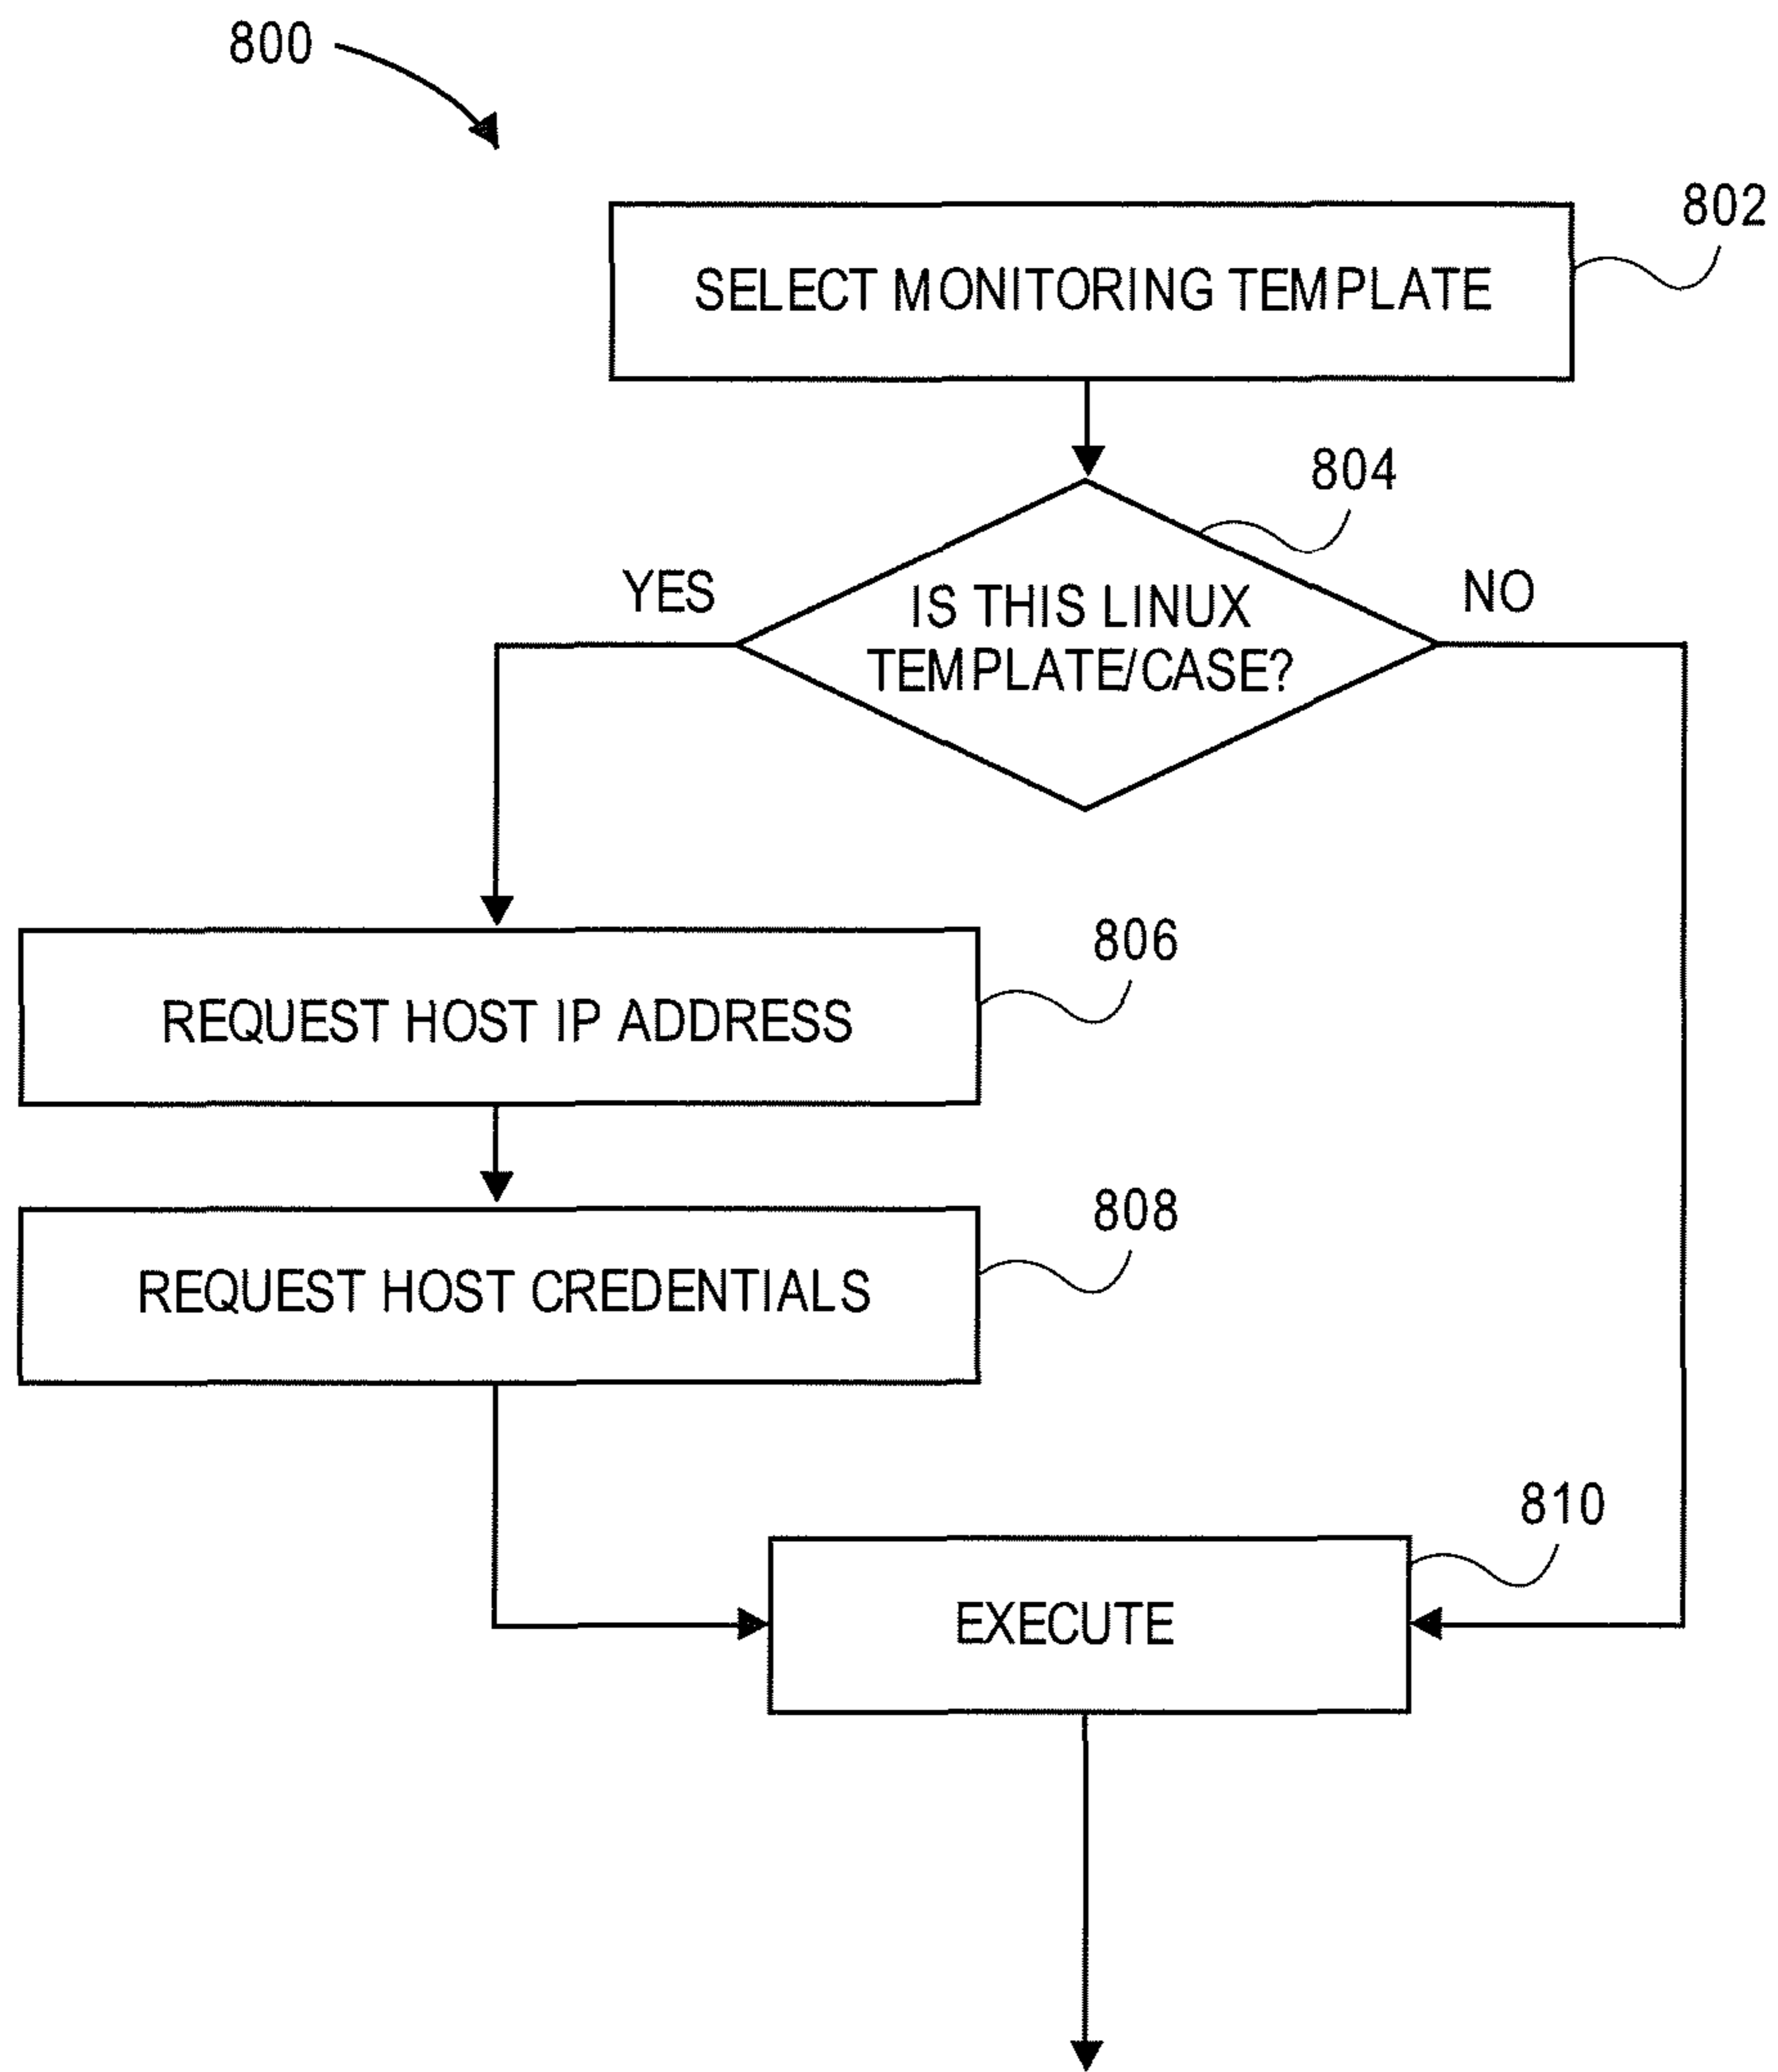 800
802
SELECT MONITORING TEMPLATE
804
YES
NO
IS THIS LINUX
TEMPLATE/CASE?
806
REQUEST HOST IP ADDRESS
808
REQUEST HOST CREDENTIALS
810
EXECUTE